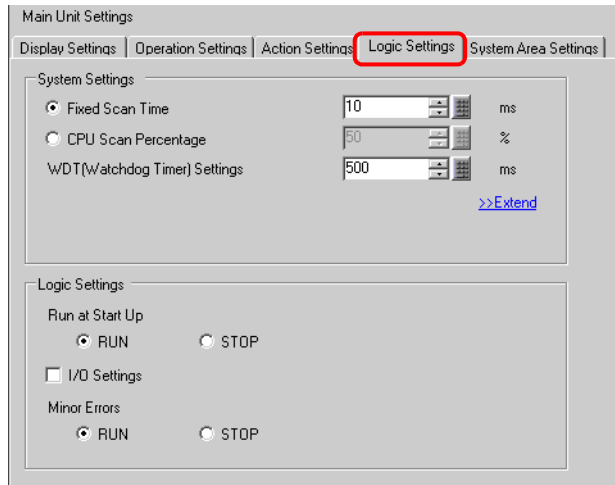 Main Unit Settings
Display Settings Operation Settings Action Settings Logic Settings System Area Settings
System Settings
Fixed Scan Time 10 ms
CPU Scan Percentage 50 %
WDT(Watchdog Timer) Settings 500 ms
>>Extend
Logic Settings
Run at Start Up
RUN STOP
I/O Settings
Minor Errors
RUN STOP